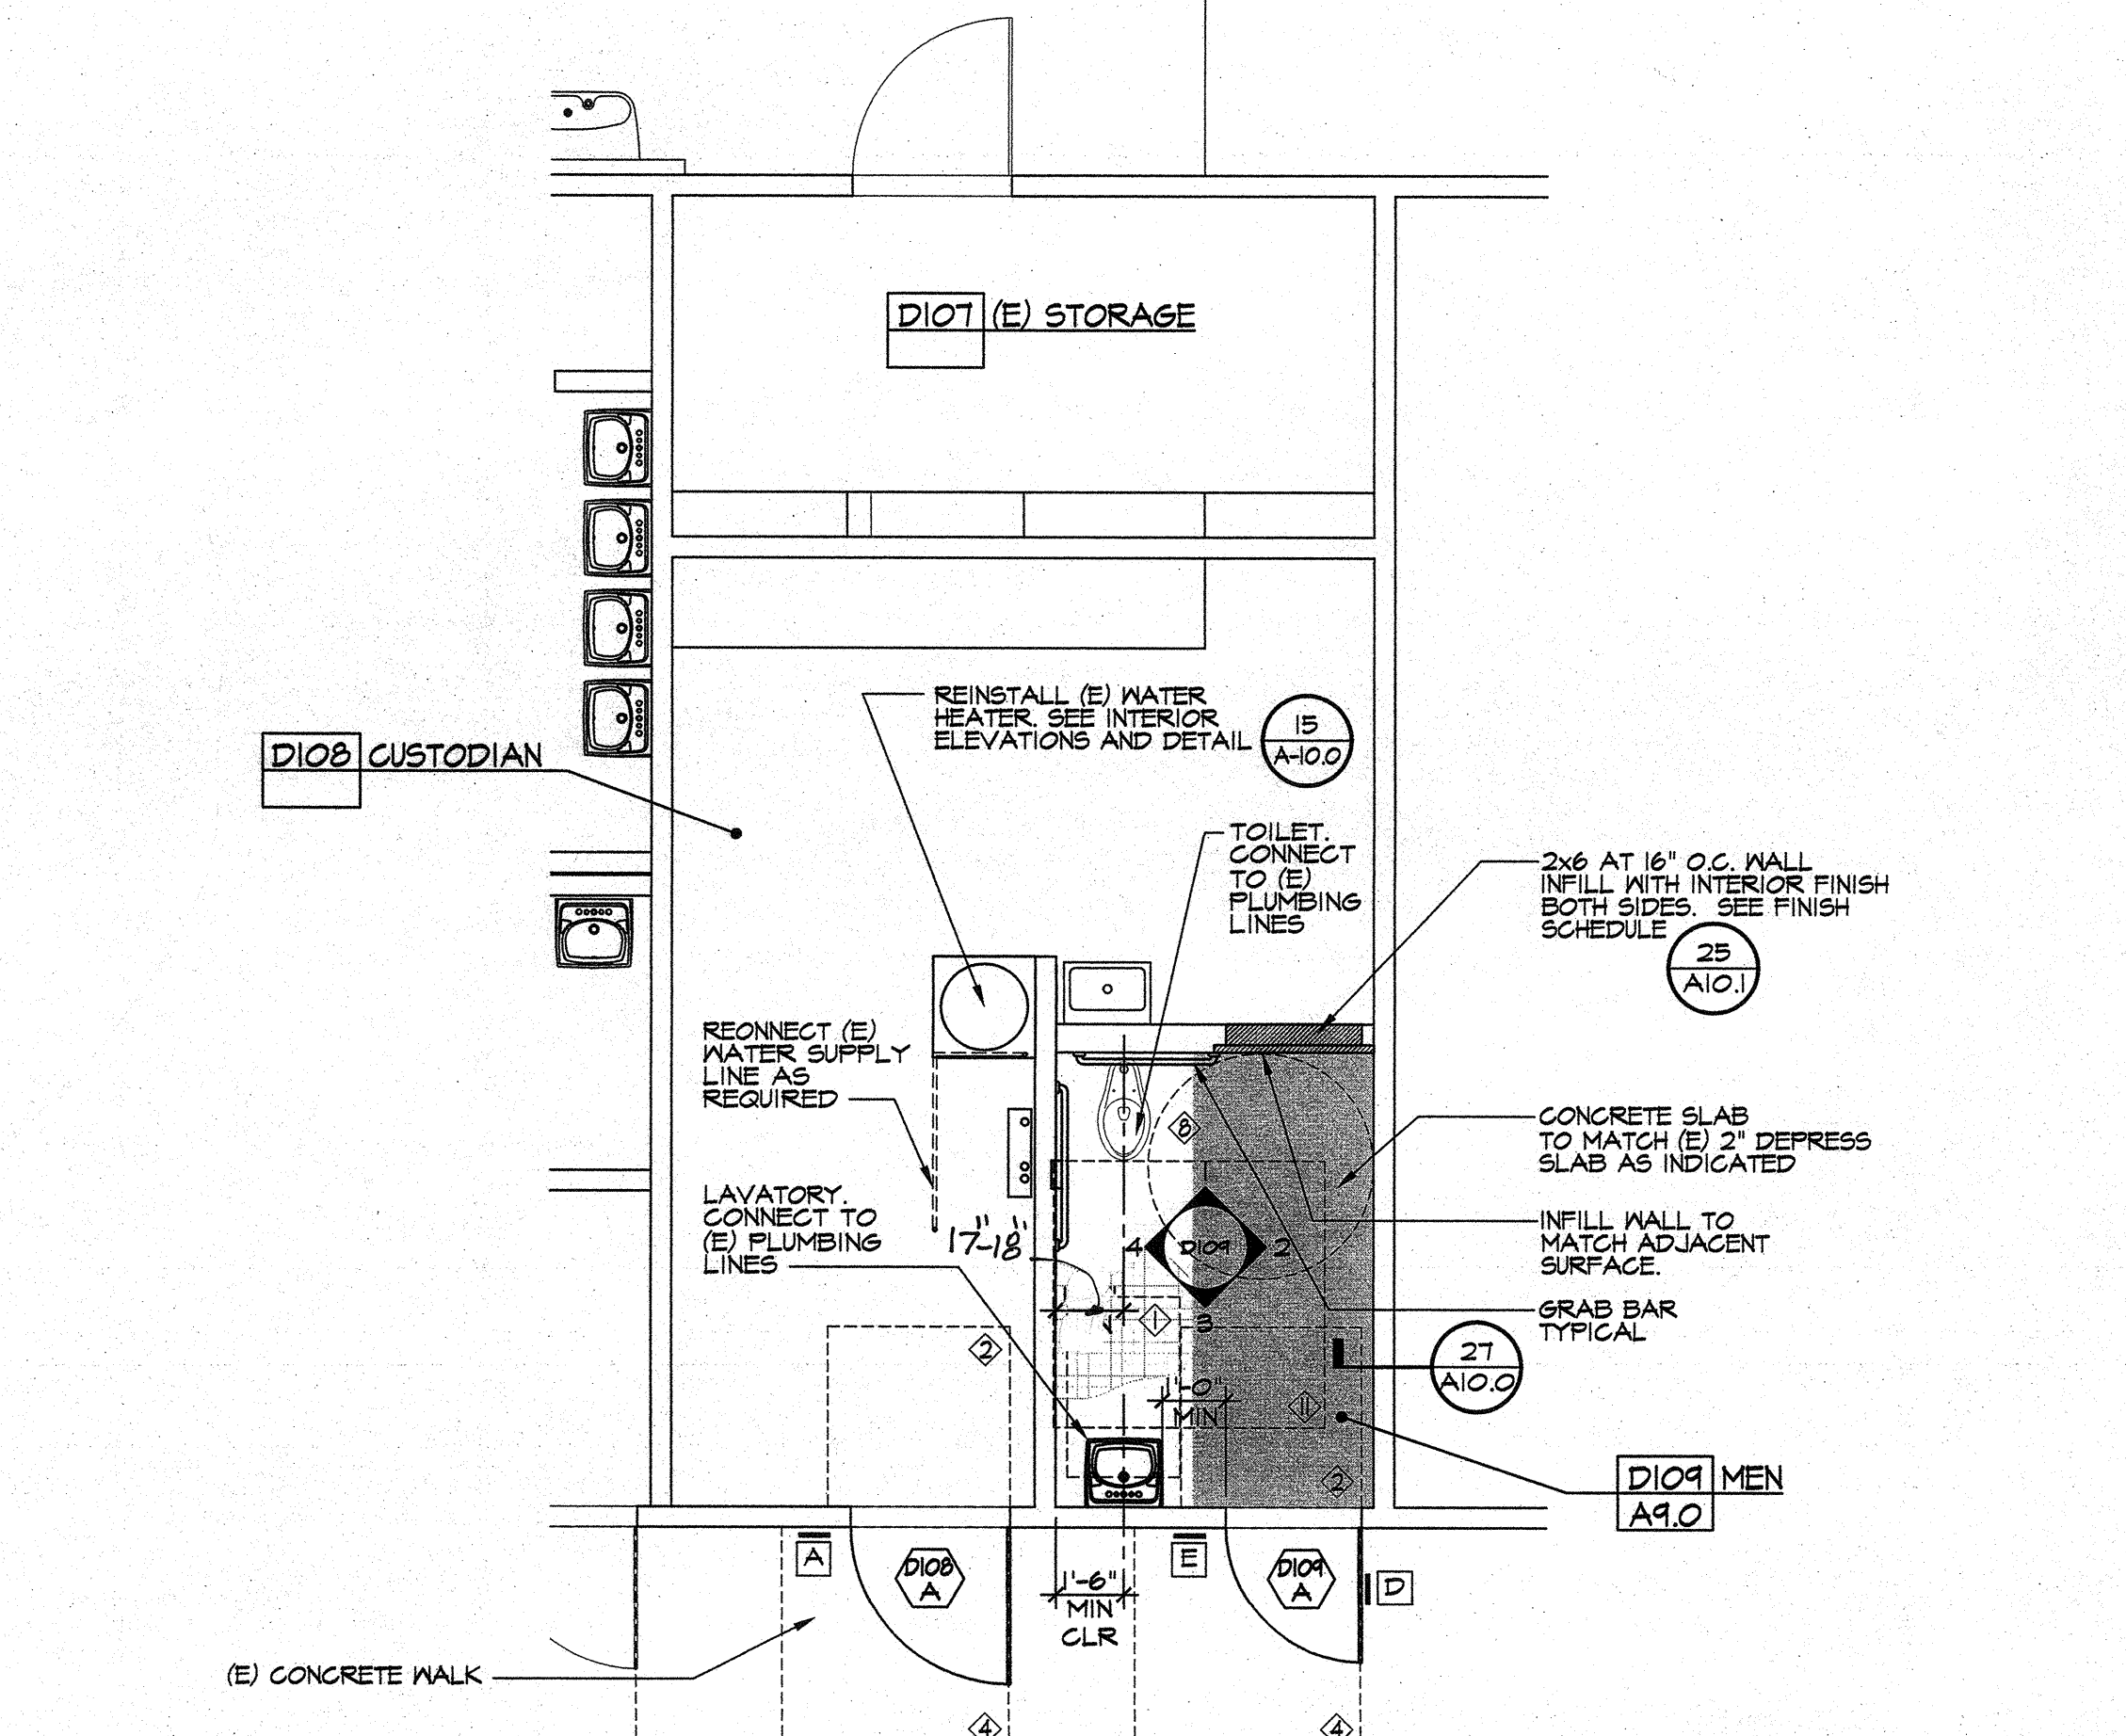 D107 (E) STORAGE
REINSTALL (E) WATER
HEATER. SEE INTERIOR
ELEVATIONS AND DETAIL
15
A-10.0
D108 CUSTODIAN
TOILET.
CONNECT
TO (E)
PLUMBING
LINES
2x6 AT 16" O.C. WALL
INFILL WITH INTERIOR FINISH
BOTH SIDES. SEE FINISH
SCHEDULE
25
A10.1
REONNECT (E)
WATER SUPPLY
LINE AS
REQUIRED
CONCRETE SLAB
TO MATCH (E) 2" DEPRESS
SLAB AS INDICATED
8
LAVATORY.
CONNECT TO
(E) PLUMBING
LINES
17"-18"
4
D109
2
3
1
INFILL WALL TO
MATCH ADJACENT
SURFACE.
GRAB BAR
TYPICAL
27
A10.0
2
1'-0"
MIN
11
2
D109 MEN
A9.0
A
D108
A
E
D109
A
D
1'-6"
MIN
CLR
(E) CONCRETE WALK
4
4